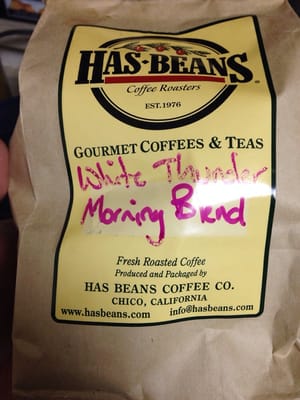 HAS·BEANS
Coffee Roasters
EST.1976
GOURMET COFFEES & TEAS
White Thunder
Morning Blend
Fresh Roasted Coffee
Produced and Packaged by
HAS BEANS COFFEE CO.
CHICO, CALIFORNIA
www.hasbeans.com info@hasbeans.com